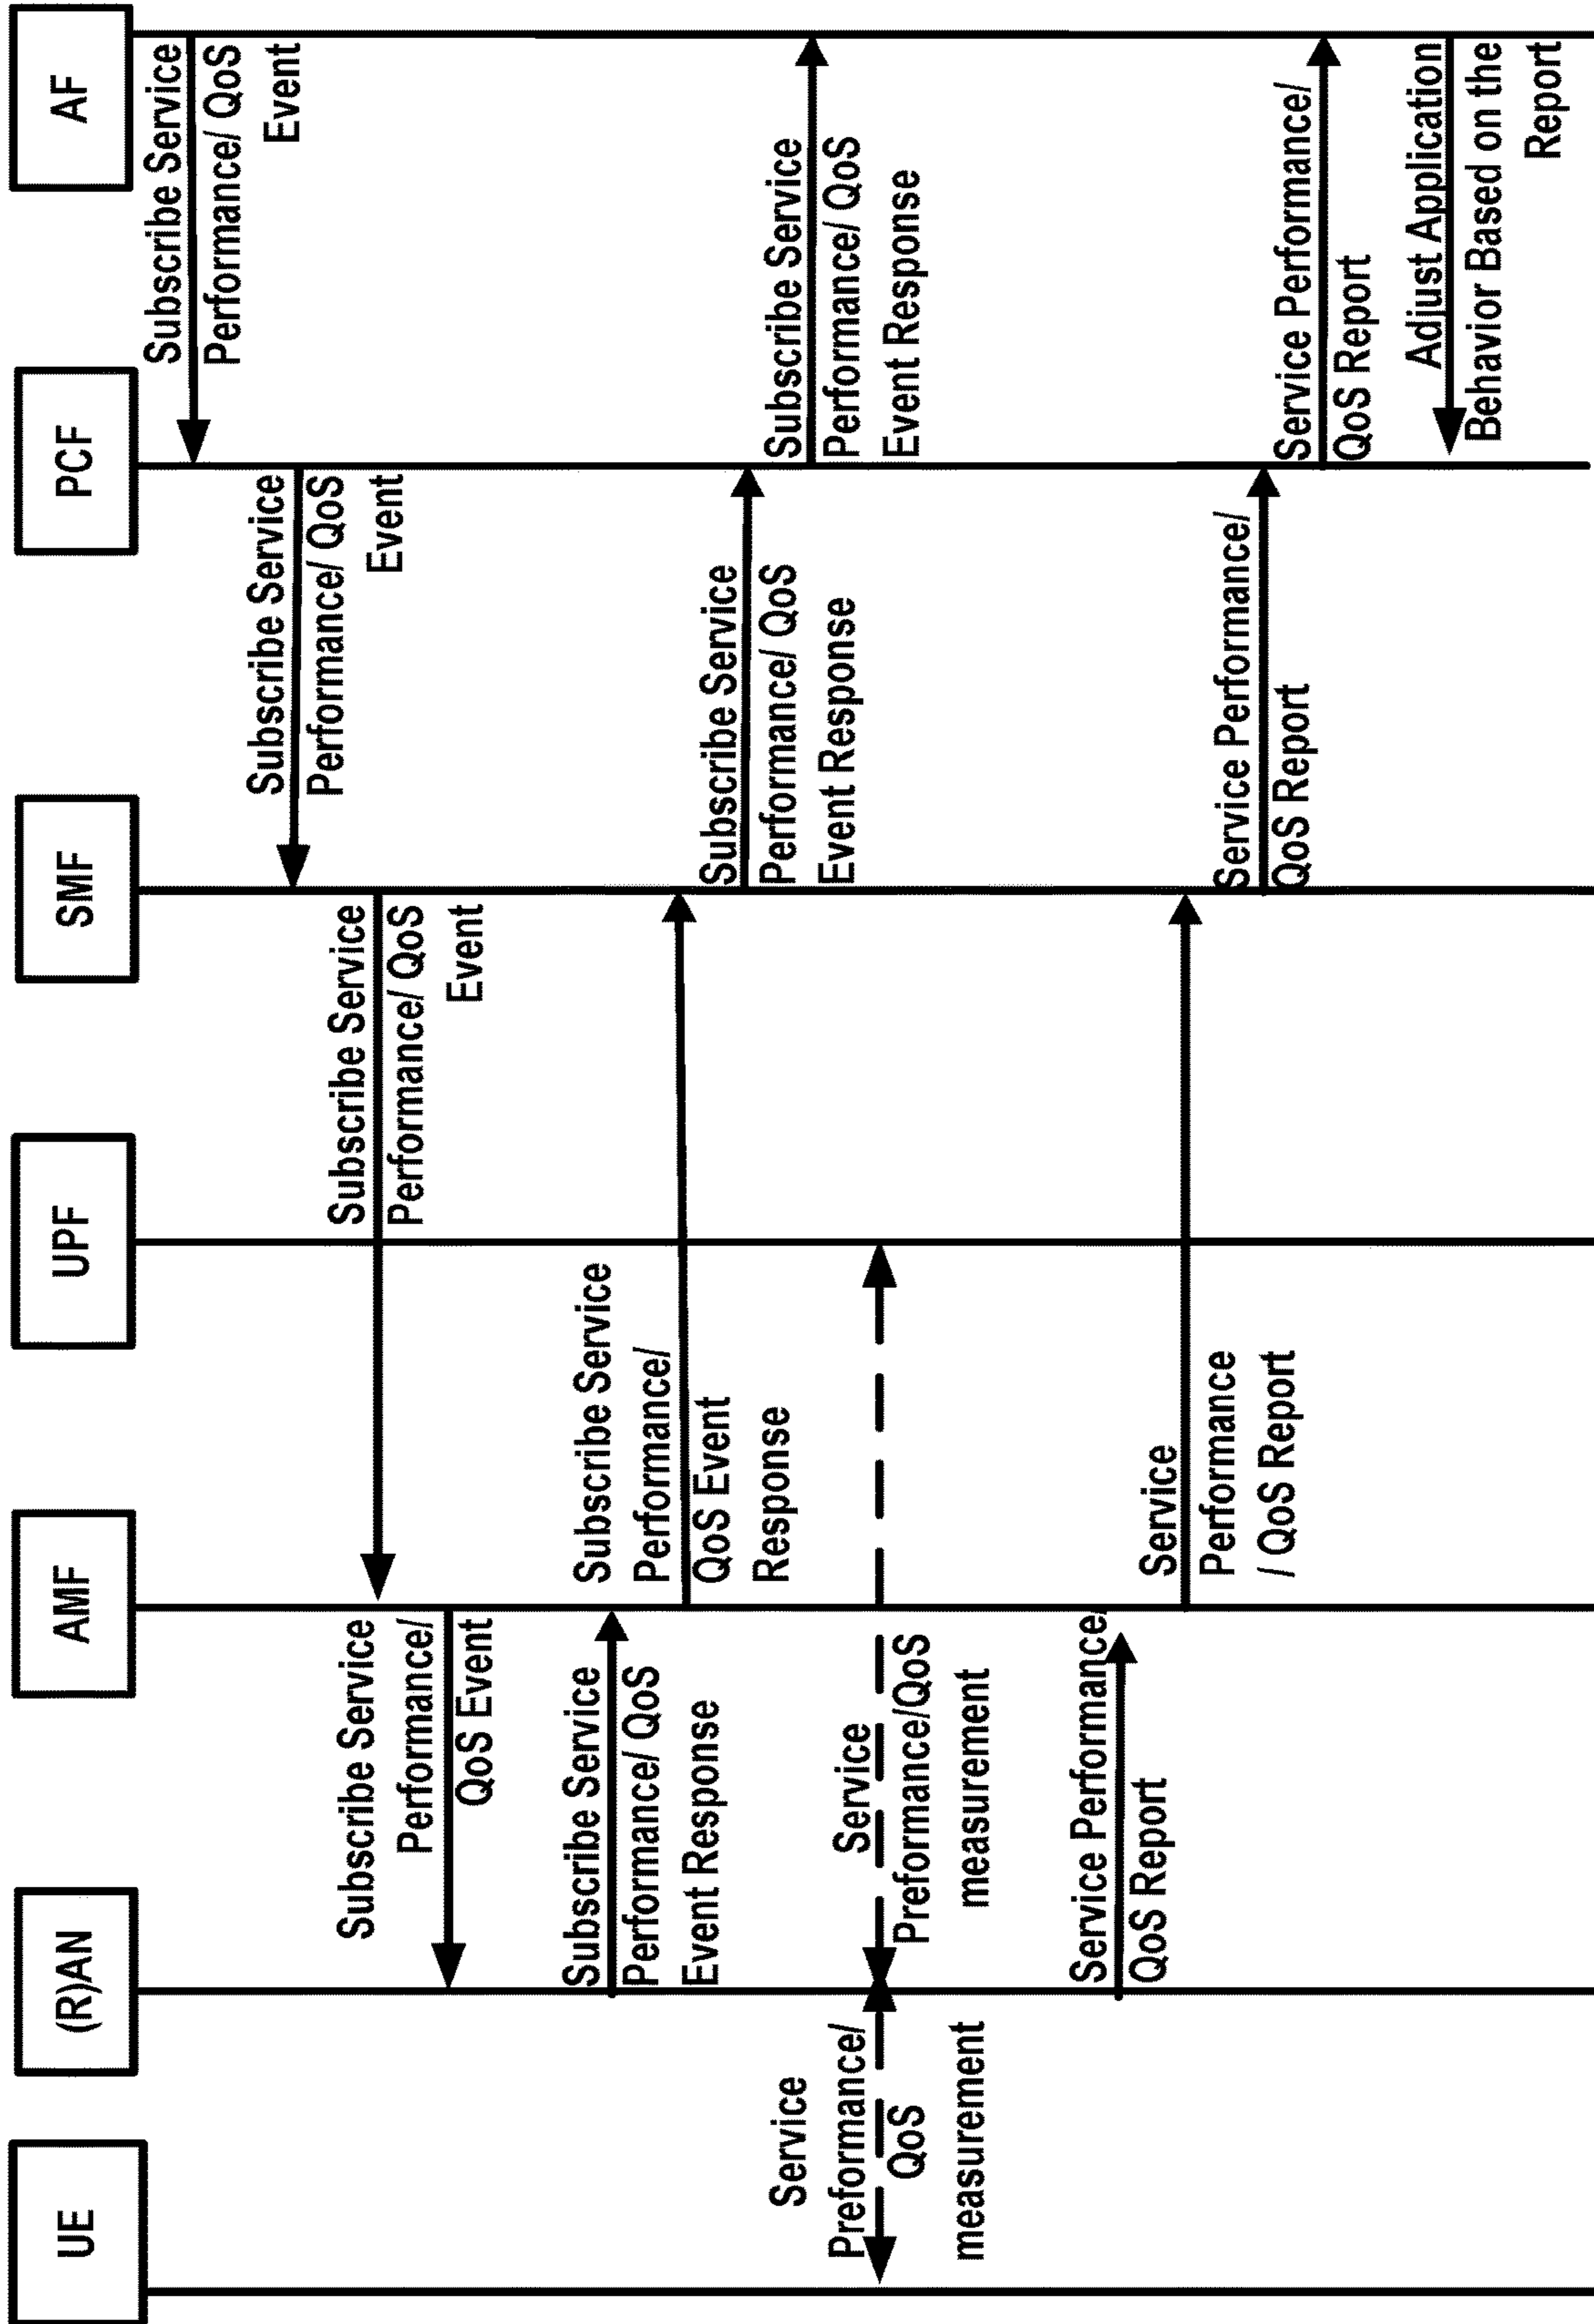 UE
(R)AN
AMF
UPF
SMF
PCF
AF
Subscribe Service
Performance/ QoS
Event
Subscribe Service
Performance/ QoS
Event
Subscribe Service
Performance/ QoS
Event
Subscribe Service
Performance/
QoS Event
Subscribe Service
Performance/ QoS
Event Response
Subscribe Service
Performance/
QoS Event
Response
Subscribe Service
Performance/ QoS
Event Response
Subscribe Service
Performance/ QoS
Event Response
Service
Preformance/
QoS
measurement
Service
Preformance/QoS
measurement
Service Performance/
QoS Report
Service
Performance
/ QoS Report
Service Performance/
QoS Report
Service Performance/
QoS Report
Adjust Application
Behavior Based on the
Report